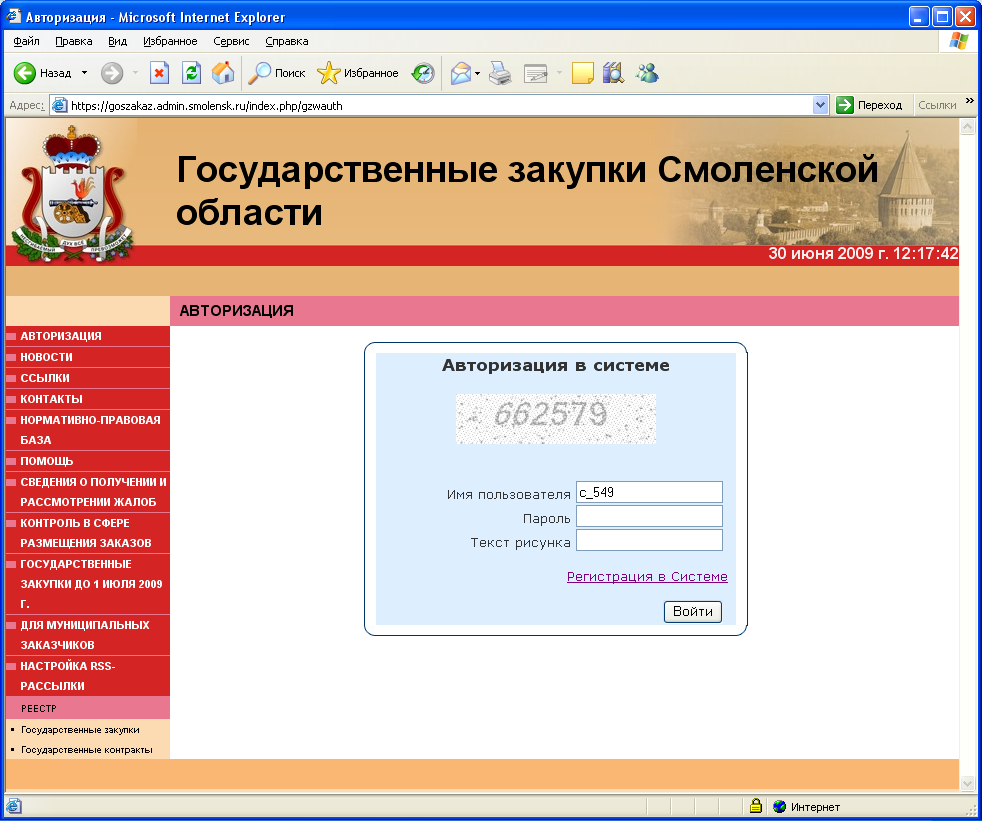 Авторизация - Microsoft Internet Explorer
Файл Правка Вид Избранное Сервис Справка
Назад Поиск Избранное
Адрес: https://goszakaz.admin.smolensk.ru/index.php/gzwauth Переход Ссылки »
Государственные закупки Смоленской
области
30 июня 2009 г. 12:17:42
АВТОРИЗАЦИЯ
АВТОРИЗАЦИЯ
НОВОСТИ
ССЫЛКИ
КОНТАКТЫ
НОРМАТИВНО-ПРАВОВАЯ
БАЗА
ПОМОЩЬ
СВЕДЕНИЯ О ПОЛУЧЕНИИ И
РАССМОТРЕНИИ ЖАЛОБ
КОНТРОЛЬ В СФЕРЕ
РАЗМЕЩЕНИЯ ЗАКАЗОВ
ГОСУДАРСТВЕННЫЕ
ЗАКУПКИ ДО 1 ИЮЛЯ 2009
Г.
ДЛЯ МУНИЦИПАЛЬНЫХ
ЗАКАЗЧИКОВ
НАСТРОЙКА RSS-
РАССЫЛКИ
РЕЕСТР
Государственные закупки
Государственные контракты
Авторизация в системе
662579
Имя пользователя c_549
Пароль
Текст рисунка
Регистрация в Системе
Войти
Интернет